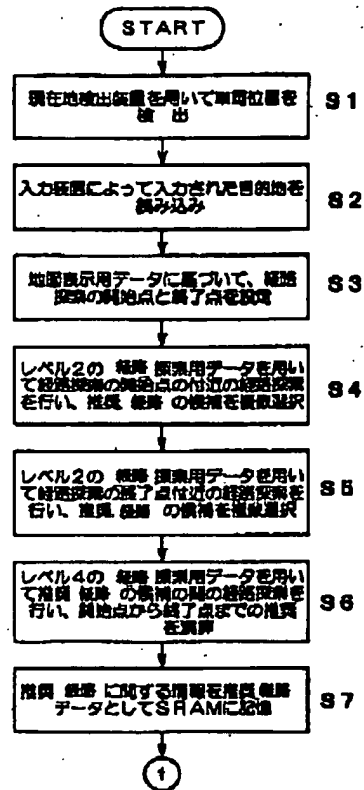 START
現在地検出装置を用いて車両位置を
検出
S1
入力装置によって入力された目的地を
読み込み
S2
地図表示用データに基づいて、経路
探索の開始点と終了点を設定
S3
レベル2の 経路 探索用データを用い
て経路探索の開始点の付近の経路探索
を行い、推奨 経路 の候補を複数選択
S4
レベル2の 経路 探索用データを用い
て経路探索の終了点付近の経路探索を
行い、推奨 経路 の候補を複数選択
S5
レベル4の 経路 探索用データを用い
て推奨 経路 の候補の間の経路探索を
行い、開始点から終了点までの推奨
を演算
S6
推奨 経路 に関する情報を推奨 経路
データとしてSRAMに記憶
S7
1